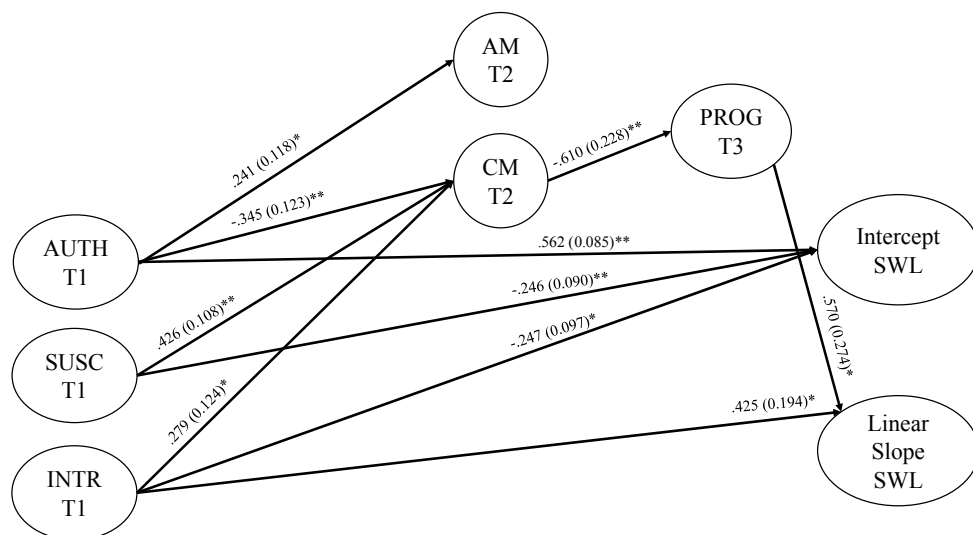 AM
T2
PROG
T3
.241 (0.118)*
-.610 (0.228)**
CM
T2
-.345 (0.123)**
AUTH
T1
.562 (0.085)**
Intercept
SWL
.426 (0.108)**
-.246 (0.090)**
SUSC
T1
-.247 (0.097)*
.570 (0.274)*
.279 (0.124)*
.425 (0.194)*
Linear
Slope
SWL
INTR
T1